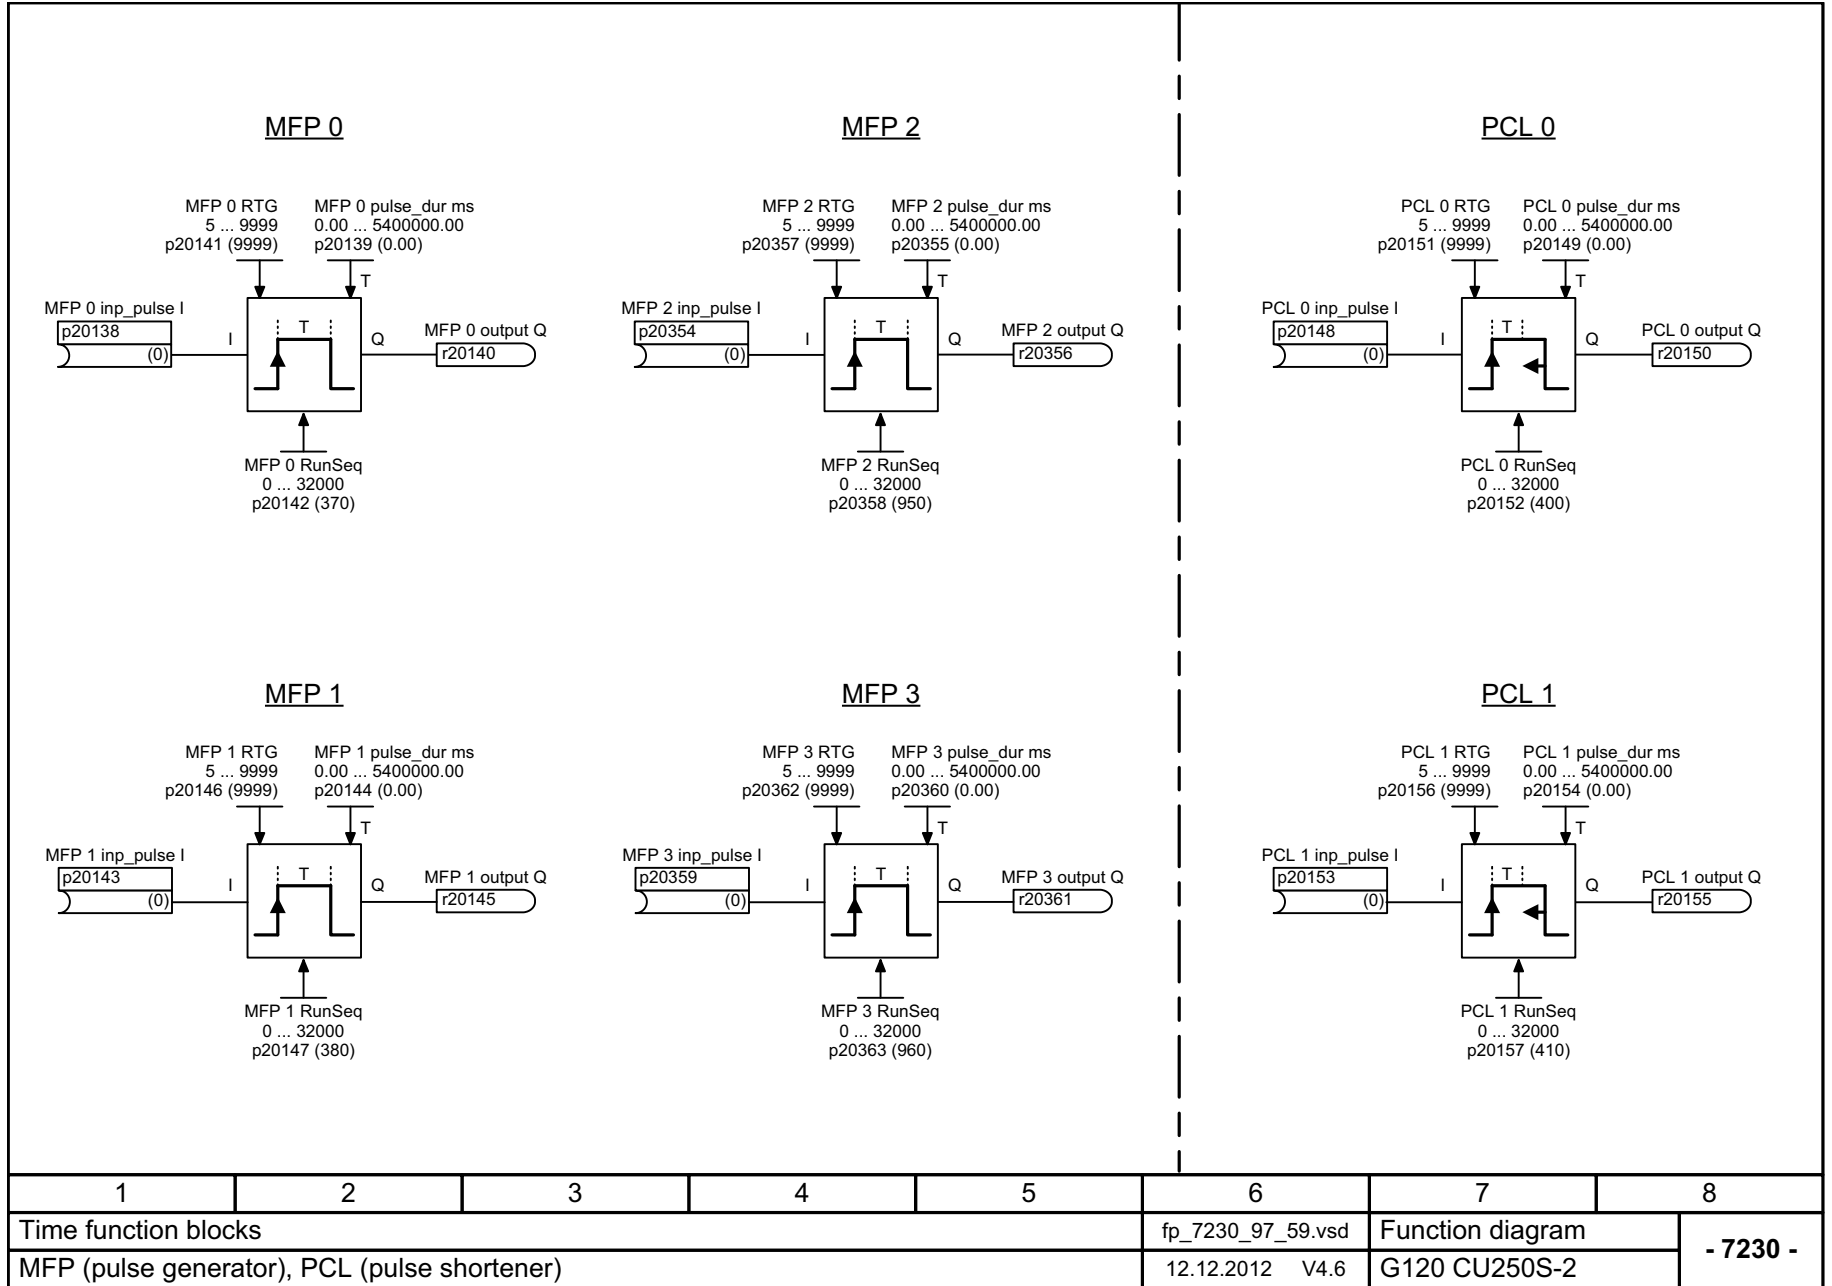 MFP 0
MFP 0 RTG
5 ... 9999
p20141 (9999)
MFP 0 pulse_dur ms
0.00 ... 5400000.00
p20139 (0.00)
T
MFP 0 inp_pulse I
p20138
(0)
I
T
Q
MFP 0 output Q
r20140
MFP 0 RunSeq
0 ... 32000
p20142 (370)
MFP 2
MFP 2 RTG
5 ... 9999
p20357 (9999)
MFP 2 pulse_dur ms
0.00 ... 5400000.00
p20355 (0.00)
T
MFP 2 inp_pulse I
p20354
(0)
I
T
Q
MFP 2 output Q
r20356
MFP 2 RunSeq
0 ... 32000
p20358 (950)
PCL 0
PCL 0 RTG
5 ... 9999
p20151 (9999)
PCL 0 pulse_dur ms
0.00 ... 5400000.00
p20149 (0.00)
T
PCL 0 inp_pulse I
p20148
(0)
I
T
Q
PCL 0 output Q
r20150
PCL 0 RunSeq
0 ... 32000
p20152 (400)
MFP 1
MFP 1 RTG
5 ... 9999
p20146 (9999)
MFP 1 pulse_dur ms
0.00 ... 5400000.00
p20144 (0.00)
T
MFP 1 inp_pulse I
p20143
(0)
I
T
Q
MFP 1 output Q
r20145
MFP 1 RunSeq
0 ... 32000
p20147 (380)
MFP 3
MFP 3 RTG
5 ... 9999
p20362 (9999)
MFP 3 pulse_dur ms
0.00 ... 5400000.00
p20360 (0.00)
T
MFP 3 inp_pulse I
p20359
(0)
I
T
Q
MFP 3 output Q
r20361
MFP 3 RunSeq
0 ... 32000
p20363 (960)
PCL 1
PCL 1 RTG
5 ... 9999
p20156 (9999)
PCL 1 pulse_dur ms
0.00 ... 5400000.00
p20154 (0.00)
T
PCL 1 inp_pulse I
p20153
(0)
I
T
Q
PCL 1 output Q
r20155
PCL 1 RunSeq
0 ... 32000
p20157 (410)
1 2 3 4 5 6 7 8
Time function blocks
fp_7230_97_59.vsd
Function diagram
- 7230 -
MFP (pulse generator), PCL (pulse shortener)
12.12.2012 V4.6
G120 CU250S-2